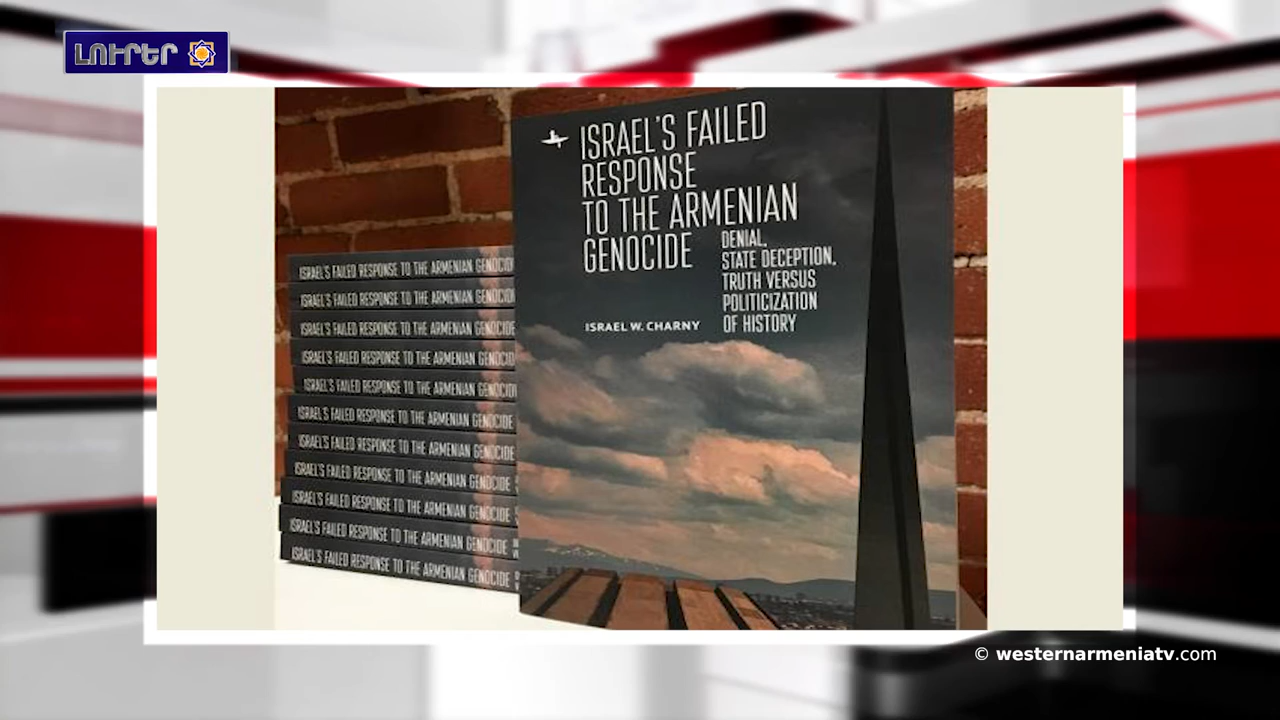 ԼՈՒՐԵՐ
ISRAEL'S FAILED
RESPONSE
TO THE ARMENIAN
GENOCIDE
DENIAL,
STATE DECEPTION,
TRUTH VERSUS
POLITICIZATION
OF HISTORY
ISRAEL W. CHARNY
ISRAEL'S FAILED RESPONSE TO THE ARMENIAN GENOCIDE
ISRAEL'S FAILED RESPONSE TO THE ARMENIAN GENOCIDE
ISRAEL'S FAILED RESPONSE TO THE ARMENIAN GENOCIDE
ISRAEL'S FAILED RESPONSE TO THE ARMENIAN GENOCIDE
ISRAEL'S FAILED RESPONSE TO THE ARMENIAN GENOCIDE
ISRAEL'S FAILED RESPONSE TO THE ARMENIAN GENOCIDE
ISRAEL'S FAILED RESPONSE TO THE ARMENIAN GENOCIDE
ISRAEL'S FAILED RESPONSE TO THE ARMENIAN GENOCIDE
ISRAEL'S FAILED RESPONSE TO THE ARMENIAN GENOCIDE
ISRAEL'S FAILED RESPONSE TO THE ARMENIAN GENOCIDE
ISRAEL'S FAILED RESPONSE TO THE ARMENIAN GENOCIDE
© westernarmeniatv.com